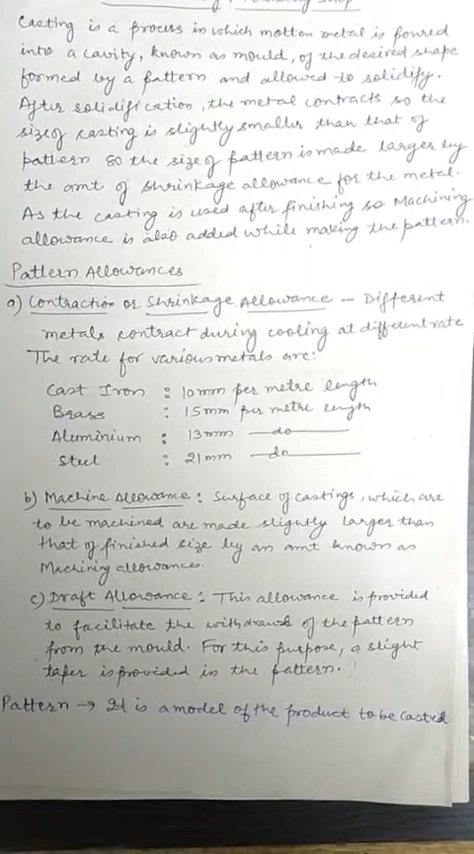 Shop
Casting is a process in which motton metal is poured
into a cavity, known as mould, of the desired shape
formed by a pattern and allowed to solidify.
After solidification, the metal contracts so the
size of casting is slightly smaller than that of
pattern so the size of pattern is made larger by
the amt of shrinkage allowance for the metal.
As the casting is used after finishing so Machining
allowance is also added while making the pattern.
Pattern Allowances
a) Contraction or Shrinkage Allowance – Different
metals contract during cooling at different rate
The rate for various metals are:
Cast Iron : 10mm per metre length
Brass : 15mm per metre length
Aluminium : 13mm —do—
Steel : 21mm —do—
b) Machine Allowance : Surface of castings, which are
to be machined are made slightly larger than
that of finished size by an amt known as
Machining allowances.
c) Draft Allowance : This allowance is provided
to facilitate the withdrawl of the pattern
from the mould. For this purpose, a slight
taper is provided in the pattern.
Pattern → It is a model of the product to be casted